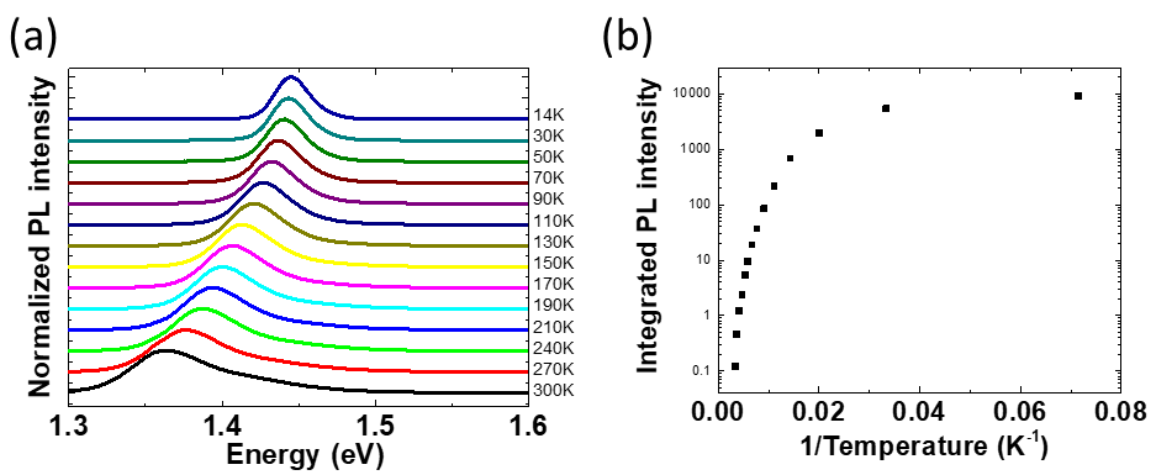 (a)
Normalized PL intensity
14K
30K
50K
70K
90K
110K
130K
150K
170K
190K
210K
240K
270K
300K
1.3 1.4 1.5 1.6
Energy (eV)
(b)
Integrated PL intensity
10000
1000
100
10
1
0.1
0.00 0.02 0.04 0.06 0.08
1/Temperature (K⁻¹)